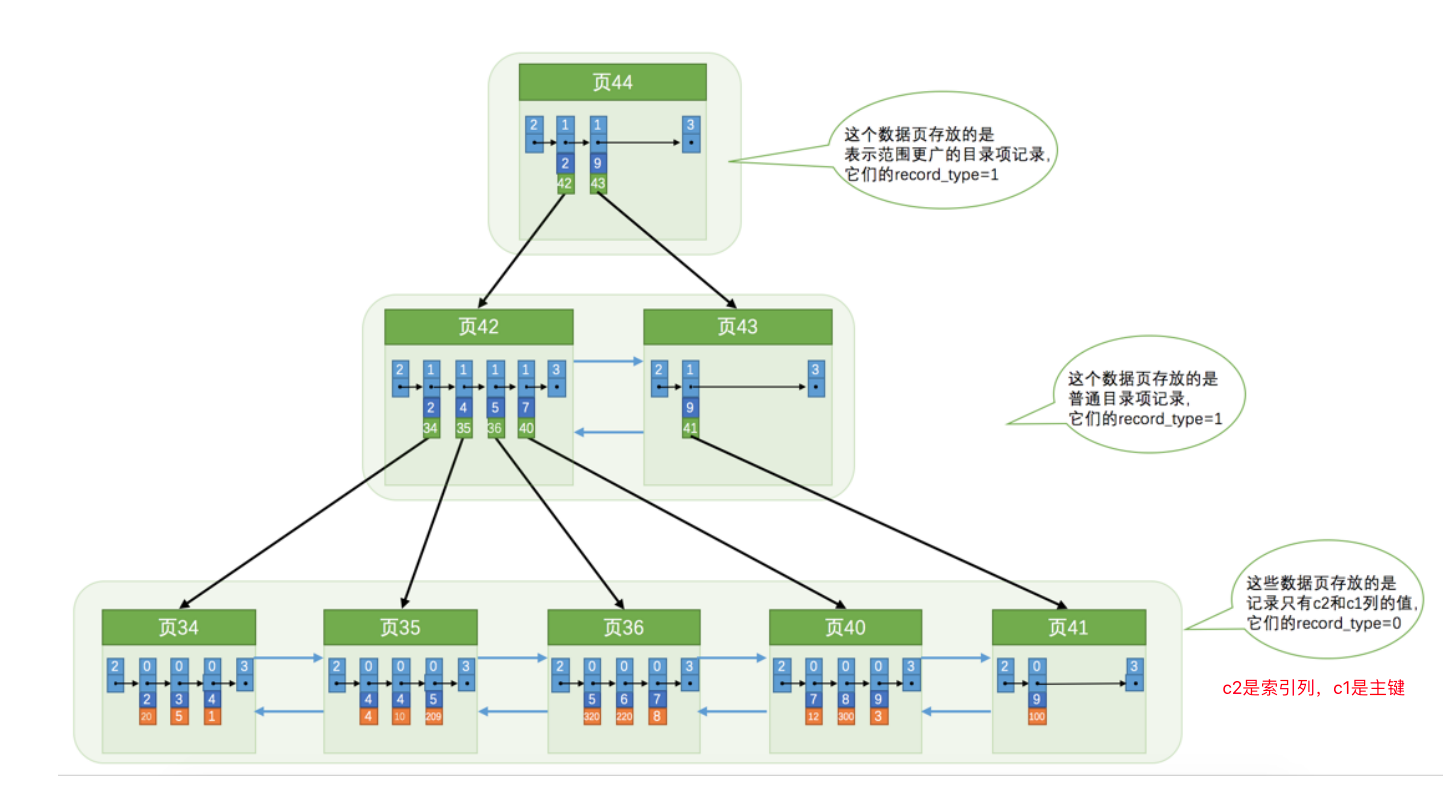 页44
2 1 1 3
2 9
42 43
这个数据页存放的是
表示范围更广的目录项记录,
它们的record_type=1
页42
页43
2 1 1 1 1 3
2 1 3
2 4 5 7
9
34 35 36 40
41
这个数据页存放的是
普通目录项记录,
它们的record_type=1
这些数据页存放的是
记录只有c2和c1列的值,
它们的record_type=0
页34
页35
页36
页40
页41
2 0 0 0 3
2 0 0 0 3
2 0 0 0 3
2 0 0 0 3
2 0 3
2 3 4
4 4 5
5 6 7
7 8 9
9
20 5 1
4 10 209
320 220 8
12 300 3
100
c2是索引列，c1是主键